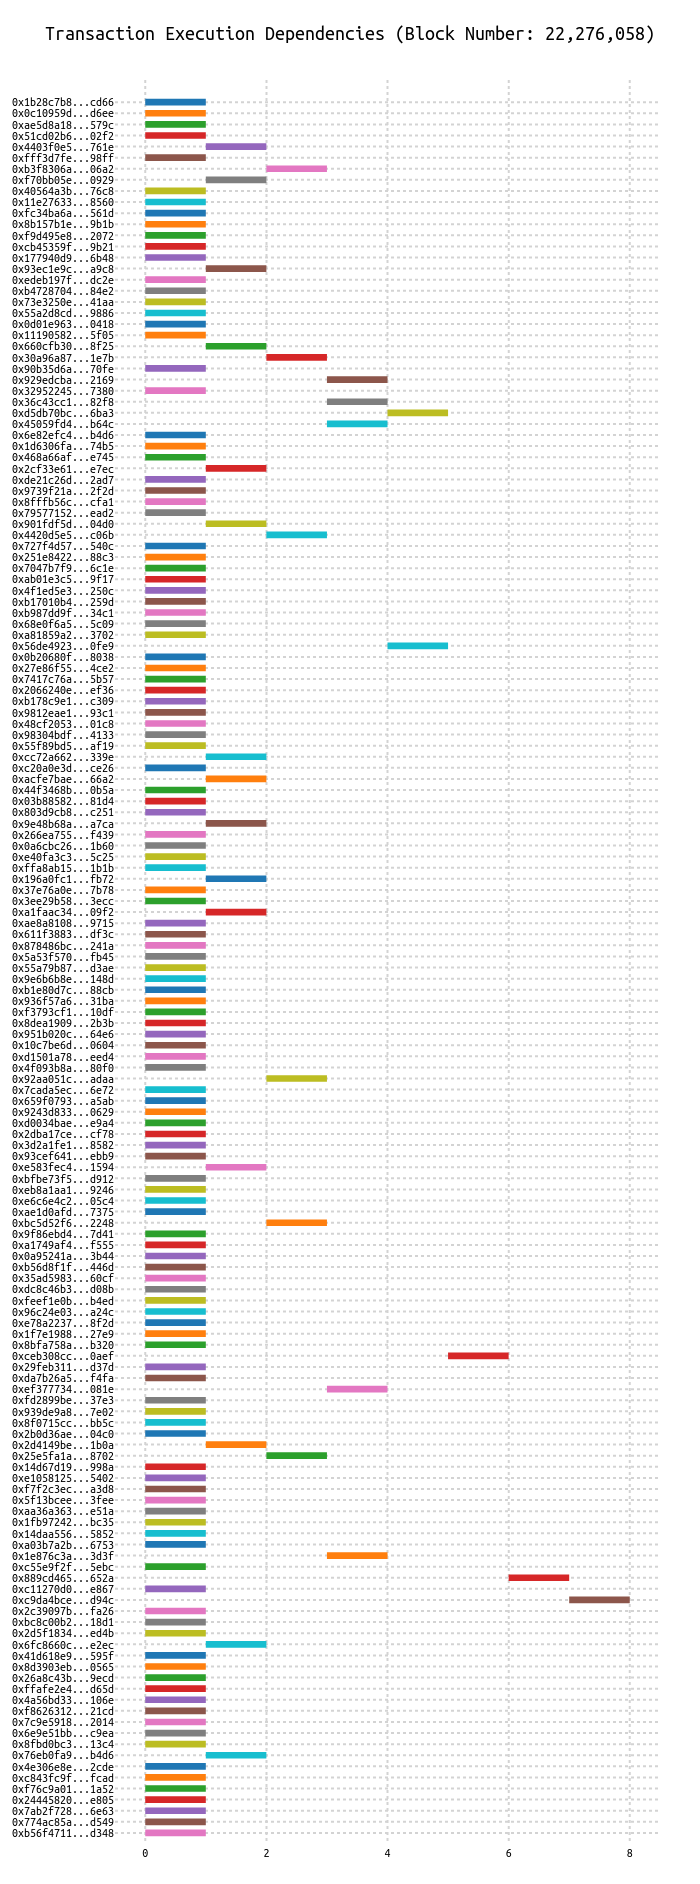 Transaction Execution Dependencies (Block Number: 22,276,058)
0x1b28c7b8...cd66
0x0c10959d...d6ee
0xae5d8a18...579c
0x51cd02b6...02f2
0x4403f0e5...761e
0xfff3d7fe...98ff
0xb3f8306a...06a2
0xf70bb05e...0929
0x40564a3b...76c8
0x11e27633...8560
0xfc34ba6a...561d
0x8b157b1e...9b1b
0xf9d495e8...2072
0xcb45359f...9b21
0x177940d9...6b48
0x93ec1e9c...a9c8
0xedeb197f...dc2e
0xb4728704...84e2
0x73e3250e...41aa
0x55a2d8cd...9886
0x0d01e963...0418
0x11190582...5f05
0x660cfb30...8f25
0x30a96a87...1e7b
0x90b35d6a...70fe
0x929edcba...2169
0x32952245...7380
0x36c43cc1...82f8
0xd5db70bc...6ba3
0x45059fd4...b64c
0x6e82efc4...b4d6
0x1d6306fa...74b5
0x468a66af...e745
0x2cf33e61...e7ec
0xde21c26d...2ad7
0x9739f21a...2f2d
0x8fffb56c...cfa1
0x79577152...ead2
0x901fdf5d...04d0
0x4420d5e5...c06b
0x727f4d57...540c
0x251e8422...88c3
0x7047b7f9...6c1e
0xab01e3c5...9f17
0x4f1ed5e3...250c
0xb17010b4...259d
0xb987dd9f...34c1
0x68e0f6a5...5c09
0xa81859a2...3702
0x56de4923...0fe9
0x0b20680f...8038
0x27e86f55...4ce2
0x7417c76a...5b57
0x2066240e...ef36
0xb178c9e1...c309
0x9812eae1...93c1
0x48cf2053...01c8
0x98304bdf...4133
0x55f89bd5...af19
0xcc72a662...339e
0xc20a0e3d...ce26
0xacfe7bae...66a2
0x44f3468b...0b5a
0x03b88582...81d4
0x803d9cb8...c251
0x9e48b68a...a7ca
0x266ea755...f439
0x0a6cbc26...1b60
0xe40fa3c3...5c25
0xffa8ab15...1b1b
0x196a0fc1...fb72
0x37e76a0e...7b78
0x3ee29b58...3ecc
0xa1faac34...09f2
0xae8a8108...9715
0x611f3883...df3c
0x878486bc...241a
0x5a53f570...fb45
0x55a79b87...d3ae
0x9e6b6b8e...148d
0xb1e80d7c...88cb
0x936f57a6...31ba
0xf3793cf1...10df
0x8dea1909...2b3b
0x951b020c...64e6
0x10c7be6d...0604
0xd1501a78...eed4
0x4f093b8a...80f0
0x92aa051c...adaa
0x7cada5ec...6e72
0x659f0793...a5ab
0x9243d833...0629
0xd0034bae...e9a4
0x2dba17ce...cf78
0x3d2a1fe1...8582
0x93cef641...ebb9
0xe583fec4...1594
0xbfbe73f5...d912
0xeb8a1aa1...9246
0xe6c6e4c2...05c4
0xae1d0afd...7375
0xbc5d52f6...2248
0x9f86ebd4...7d41
0xa1749af4...f555
0x0a95241a...3b44
0xb56d8f1f...446d
0x35ad5983...60cf
0xdc8c46b3...d08b
0xfeef1e0b...b4ed
0x96c24e03...a24c
0xe78a2237...8f2d
0x1f7e1988...27e9
0x8bfa758a...b320
0xceb308cc...0aef
0x29feb311...d37d
0xda7b26a5...f4fa
0xef377734...081e
0xfd2899be...37e3
0x939de9a8...7e02
0x8f0715cc...bb5c
0x2b0d36ae...04c0
0x2d4149be...1b0a
0x25e5fa1a...8702
0x14d67d19...998a
0xe1058125...5402
0xf7f2c3ec...a3d8
0x5f13bcee...3fee
0xaa36a363...e51a
0x1fb97242...bc35
0x14daa556...5852
0xa03b7a2b...6753
0x1e876c3a...3d3f
0xc55e9f2f...5ebc
0x889cd465...652a
0xc11270d0...e867
0xc9da4bce...d94c
0x2c39097b...fa26
0xbc8c00b2...18d1
0x2d5f1834...ed4b
0x6fc8660c...e2ec
0x41d618e9...595f
0x8d3903eb...0565
0x26a8c43b...9ecd
0xffafe2e4...d65d
0x4a56bd33...106e
0xf8626312...21cd
0x7c9e5918...2014
0x6e9e51bb...c9ea
0x8fbd0bc3...13c4
0x76eb0fa9...b4d6
0x4e306e8e...2cde
0xc843fc9f...fcad
0xf76c9a01...1a52
0x24445820...e805
0x7ab2f728...6e63
0x774ac85a...d549
0xb56f4711...d348
0 2 4 6 8